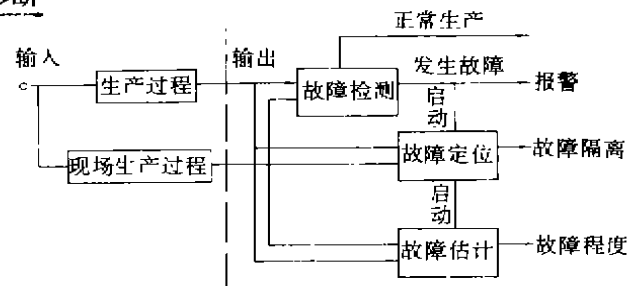 正常生产
输入
输出
发生故障
生产过程
故障检测
报警
启动
现场生产过程
故障定位
故障隔离
启动
故障估计
故障程度